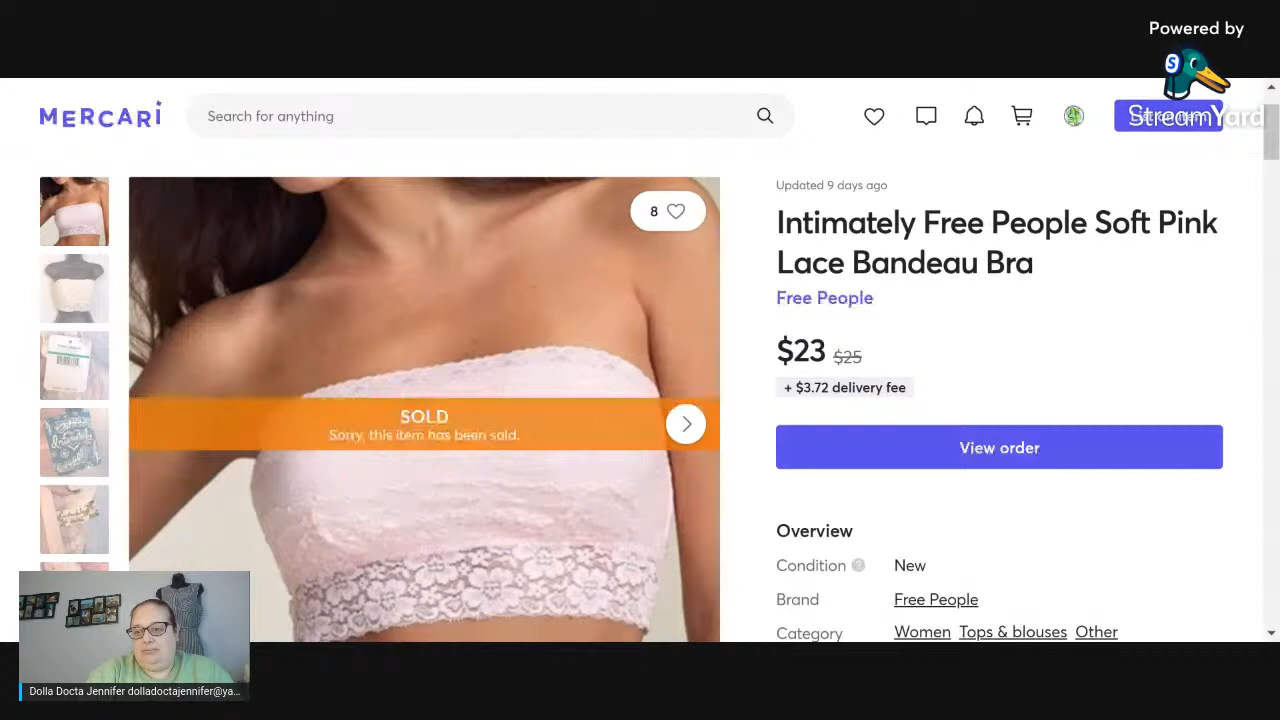 Powered by
StreamYard
MERCARI
Search for anything
8
SOLD
Sorry, this item has been sold.
Updated 9 days ago
Intimately Free People Soft Pink
Lace Bandeau Bra
Free People
$23 $25
+ $3.72 delivery fee
View order
Overview
Condition New
Brand Free People
Category Women Tops & blouses Other
Dolla Docta Jennifer dolladoctajennifer@ya...